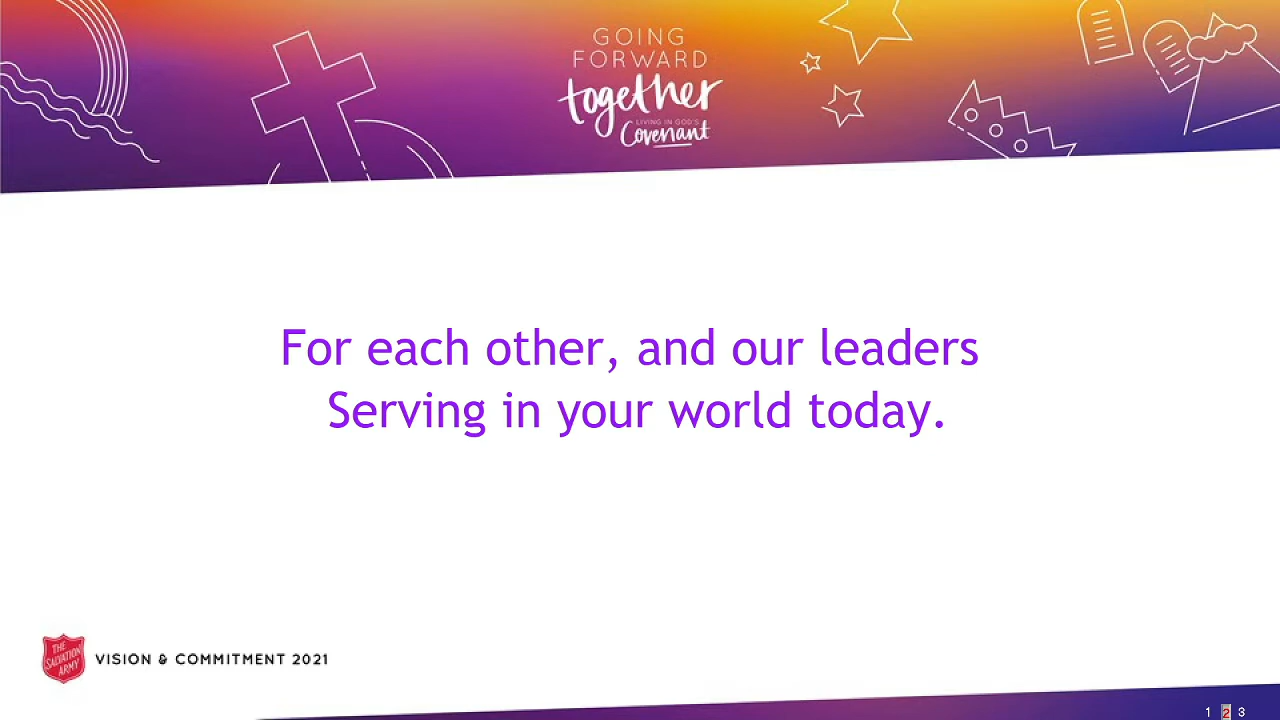 GOING
FORWARD
together
LIVING IN GOD'S
Covenant
For each other, and our leaders
Serving in your world today.
THE
SALVATION
ARMY
VISION & COMMITMENT 2021
1 2 3